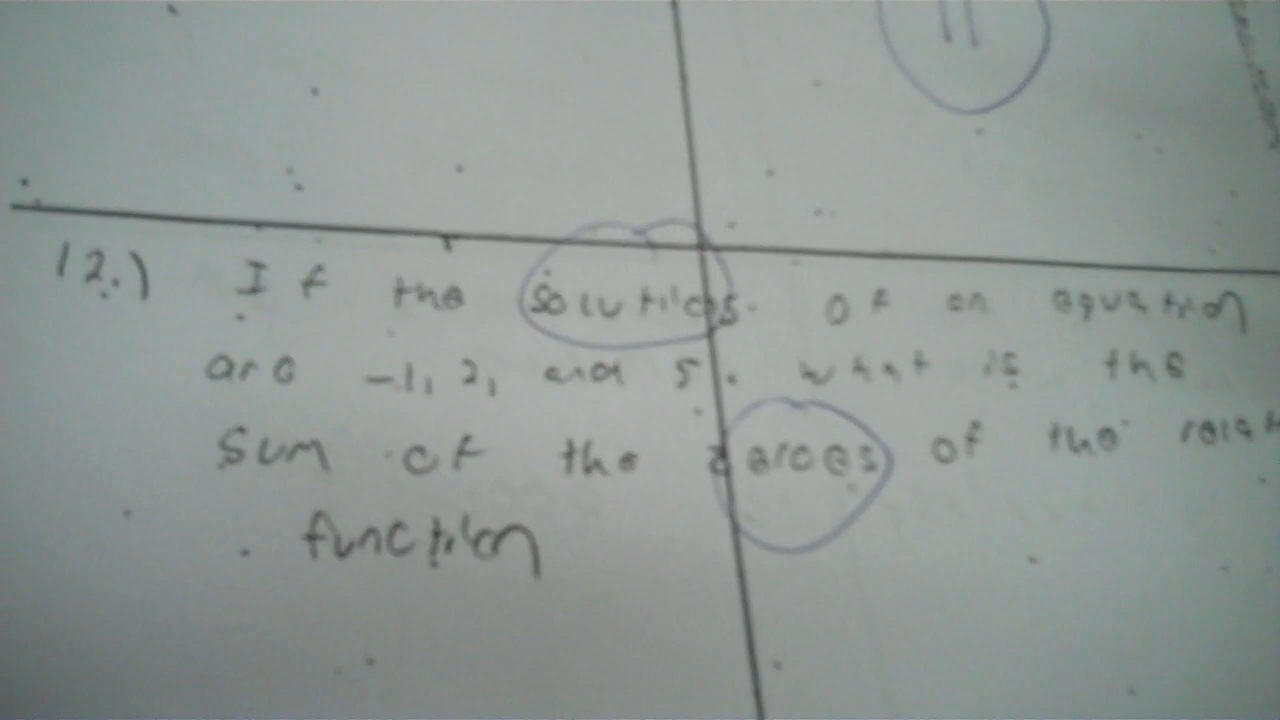 11
12.) If the solutions of an equation
are -1, 2, and 5. what is the
sum of the zeroes of the
function